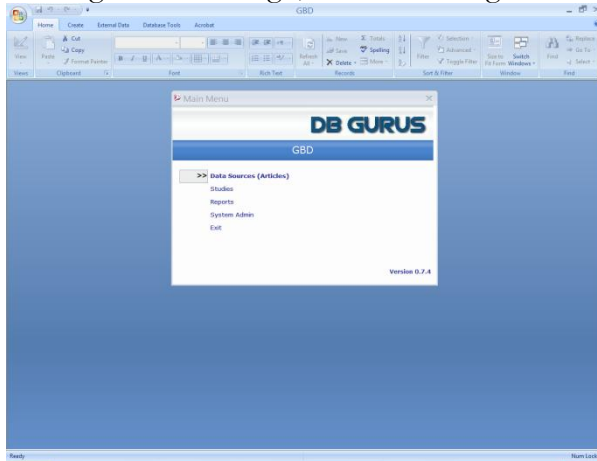 GBD
Home Create External Data Database Tools Acrobat
View
Views
Paste
Cut
Copy
Format Painter
Clipboard
Font
Rich Text
Refresh All
New
Save
Delete
Totals
Spelling
More
Records
Filter
Selection
Advanced
Toggle Filter
Sort & Filter
Size to Fit Form
Switch Windows
Window
Find
Replace
Go To
Select
Find
Main Menu
DB GURUS
GBD
>> Data Sources (Articles)
Studies
Reports
System Admin
Exit
Version 0.7.4
Ready
Num Lock